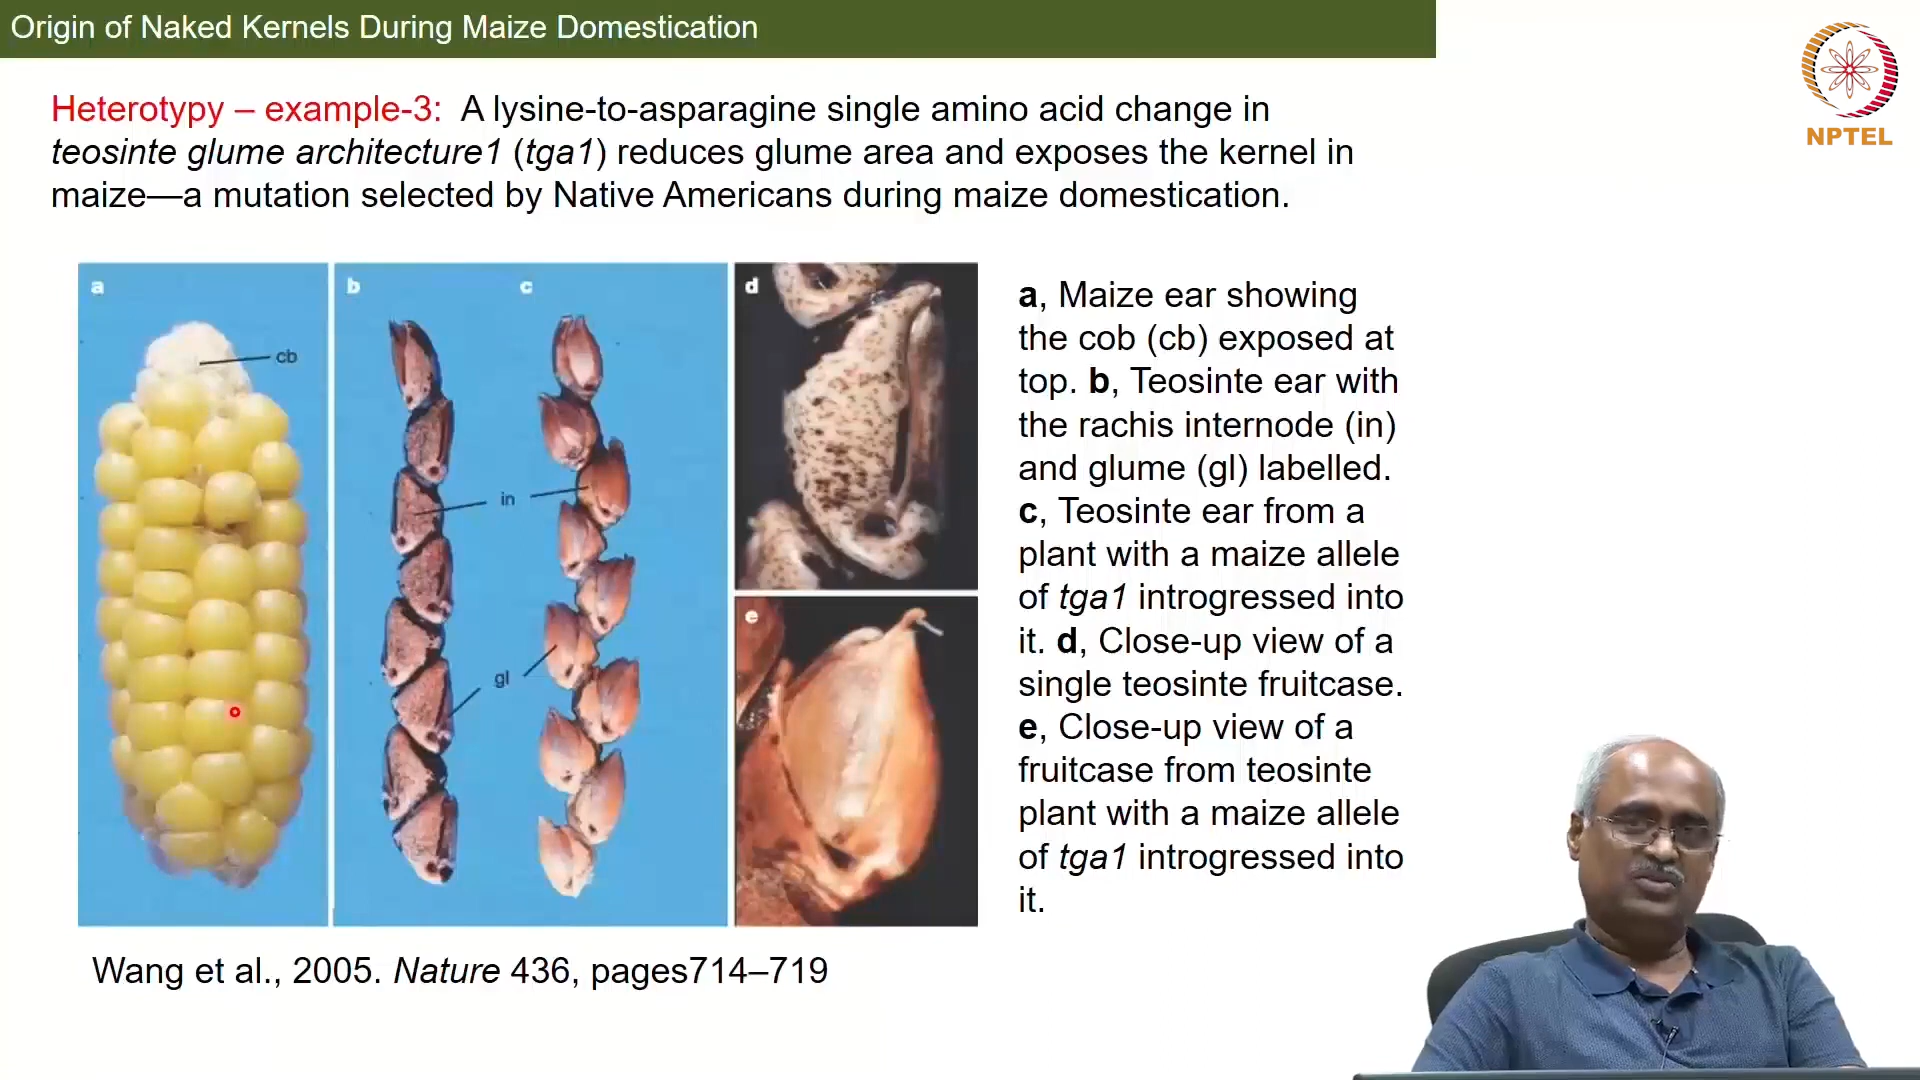 Origin of Naked Kernels During Maize Domestication
NPTEL
Heterotypy – example-3: A lysine-to-asparagine single amino acid change in
teosinte glume architecture1 (tga1) reduces glume area and exposes the kernel in
maize—a mutation selected by Native Americans during maize domestication.
a
b
c
d
e
cb
in
gl
a, Maize ear showing
the cob (cb) exposed at
top. b, Teosinte ear with
the rachis internode (in)
and glume (gl) labelled.
c, Teosinte ear from a
plant with a maize allele
of tga1 introgressed into
it. d, Close-up view of a
single teosinte fruitcase.
e, Close-up view of a
fruitcase from teosinte
plant with a maize allele
of tga1 introgressed into
it.
Wang et al., 2005. Nature 436, pages714–719